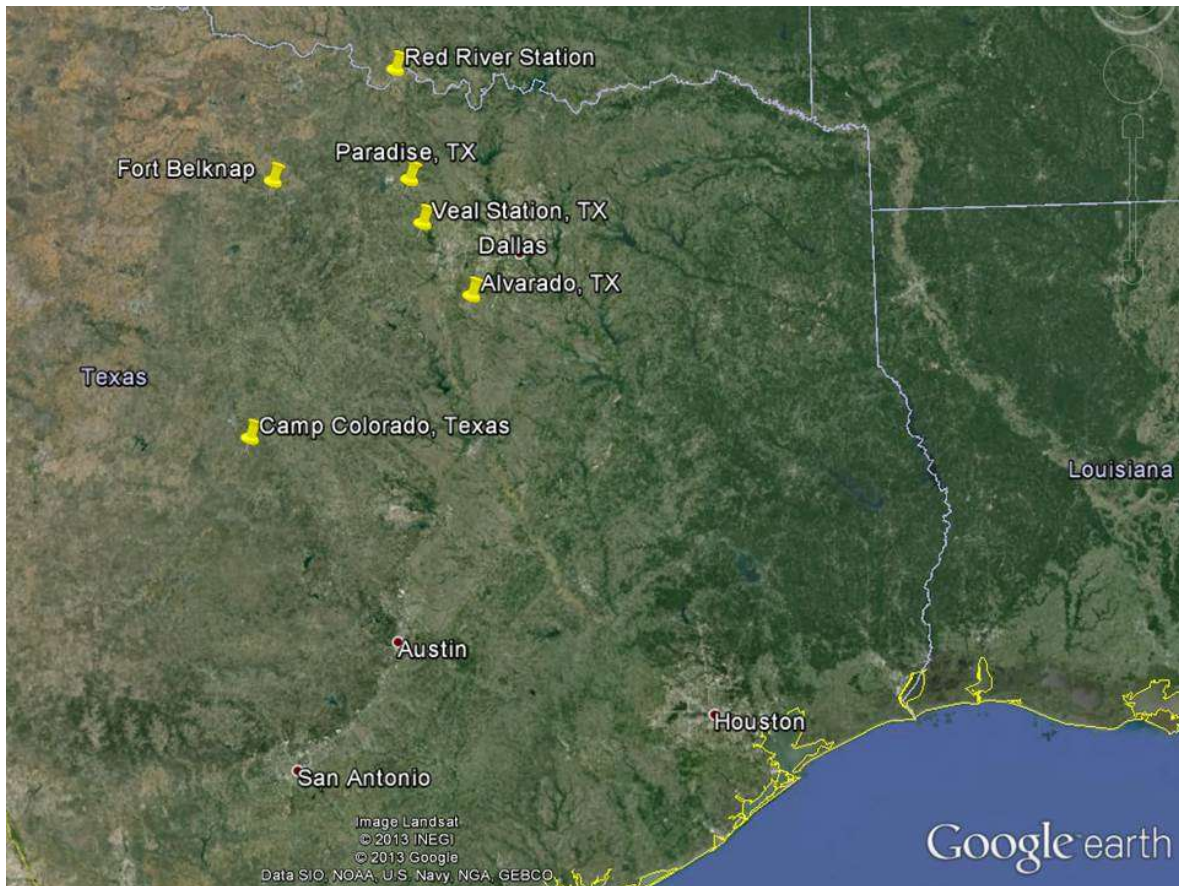 Red River Station
Paradise, TX
Fort Belknap
Veal Station, TX
Dallas
Alvarado, TX
Texas
Camp Colorado, Texas
Louisiana
Austin
Houston
San Antonio
Image Landsat
© 2013 INEGI
© 2013 Google
Data SIO, NOAA, U.S. Navy, NGA, GEBCO
Google earth